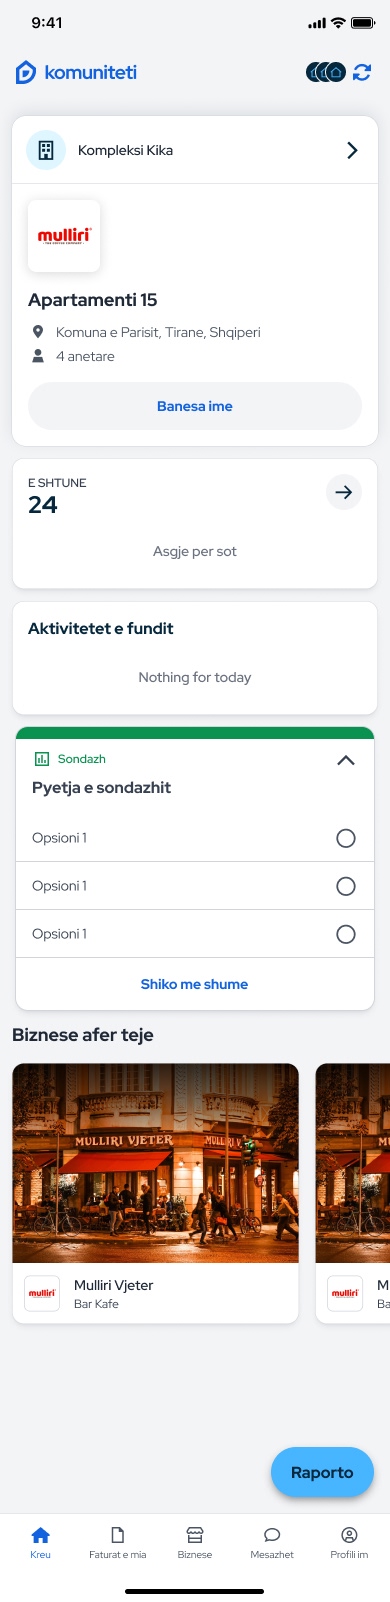 9:41
komuniteti
Kompleksi Kika
mulliri
Apartamenti 15
Komuna e Parisit, Tirane, Shqiperi
4 anetare
Banesa ime
E SHTUNE
24
Asgje per sot
Aktivitetet e fundit
Nothing for today
Sondazh
Pyetja e sondazhit
Opsioni 1
Opsioni 1
Opsioni 1
Shiko me shume
Biznese afer teje
MULLIRI VJETER
MULLIRI V
mulliri
Mulliri Vjeter
Bar Kafe
mulliri
M
Ba
Raporto
Kreu
Faturat e mia
Biznese
Mesazhet
Profili im